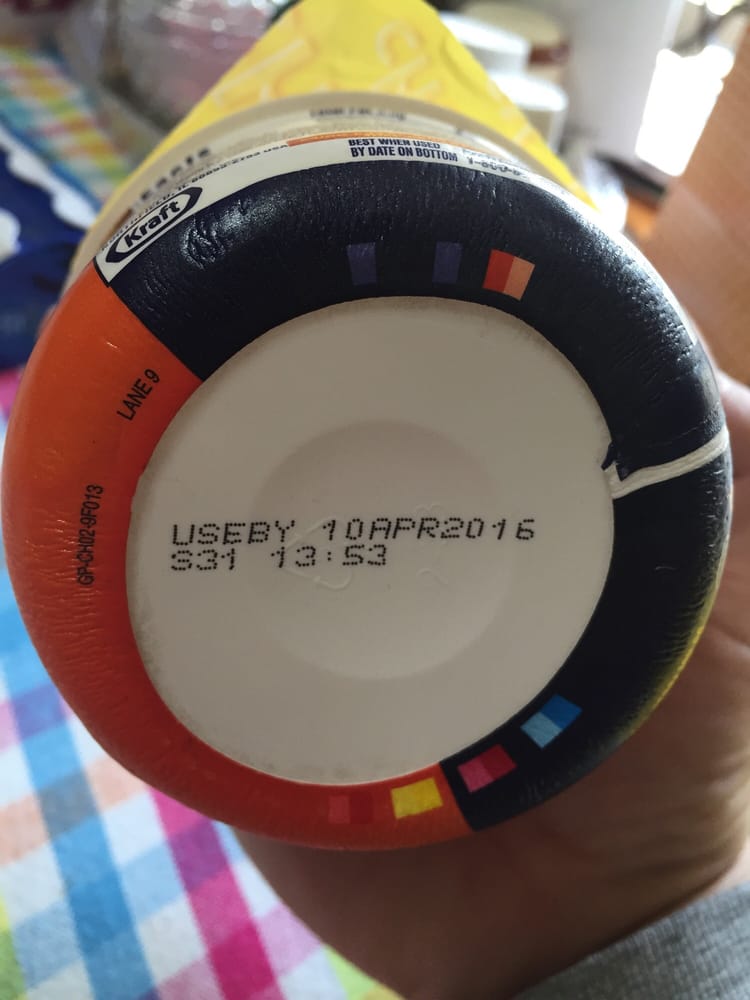 BEST WHEN USED
BY DATE ON BOTTOM
Kraft
LANE 9
GP-CH02-9F013
USEBY 10APR2016
S31 13:53